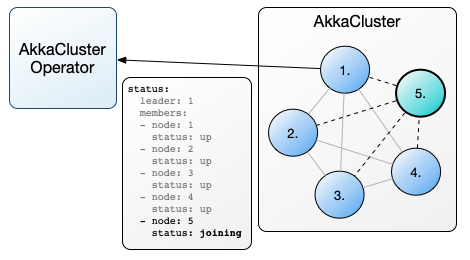 AkkaCluster
Operator
AkkaCluster
status:
  leader: 1
  members:
  - node: 1
    status: up
  - node: 2
    status: up
  - node: 3
    status: up
  - node: 4
    status: up
  - node: 5
    status: joining
1.
5.
2.
4.
3.